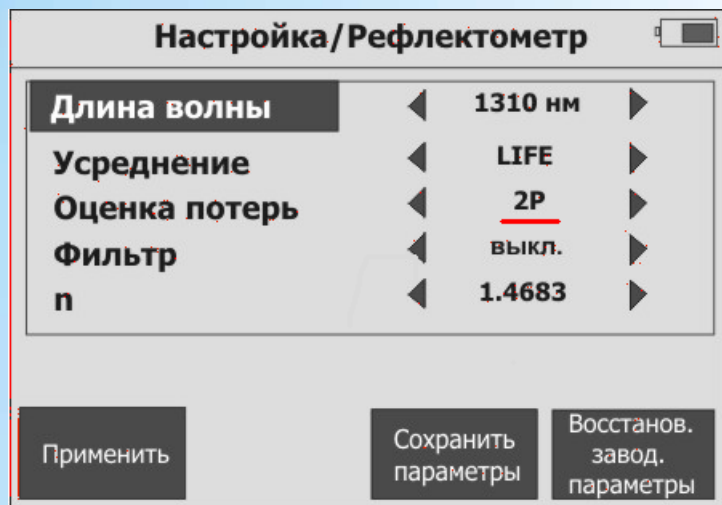 Настройка/Рефлектометр
Длина волны 1310 нм
Усреднение LIFE
Оценка потерь 2P
Фильтр выкл.
n 1.4683
Применить
Сохранить
параметры
Восстанов.
завод.
параметры